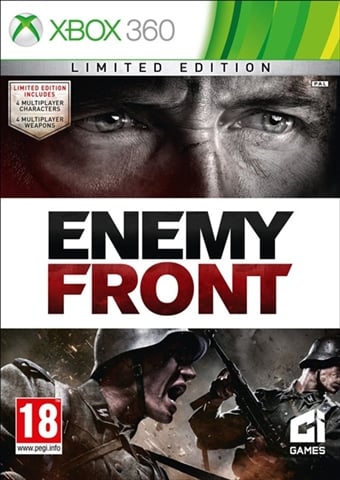 XBOX 360
LIMITED EDITION
PAL
LIMITED EDITION
INCLUDES
4 MULTIPLAYER
CHARACTERS
4 MULTIPLAYER
WEAPONS
ENEMY
FRONT
18
www.pegi.info
CI
GAMES